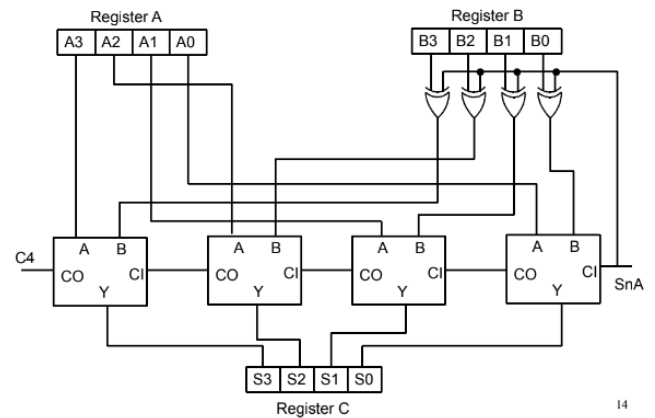 Register A
Register B
A3 A2 A1 A0
B3 B2 B1 B0
C4
A B
CO CI
Y
A B
CO CI
Y
A B
CO CI
Y
A B
CO CI
Y
SnA
S3 S2 S1 S0
Register C
14